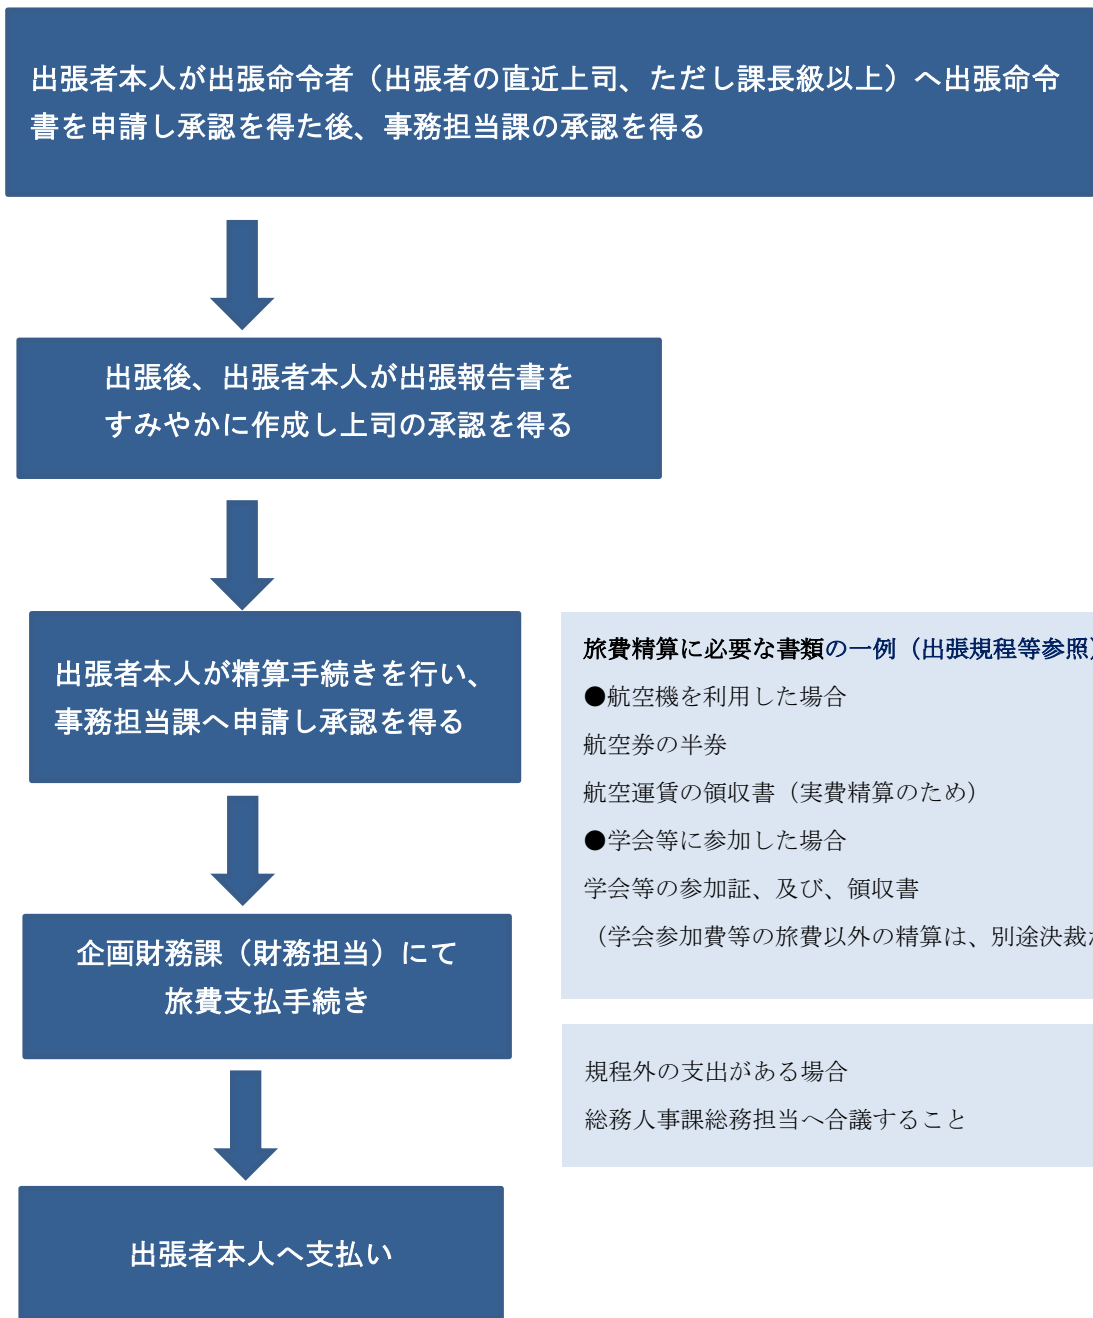 出張者本人が出張命令者（出張者の直近上司、ただし課長級以上）へ出張命令
書を申請し承認を得た後、事務担当課の承認を得る
出張後、出張者本人が出張報告書を
すみやかに作成し上司の承認を得る
出張者本人が精算手続きを行い、
事務担当課へ申請し承認を得る
旅費精算に必要な書類の一例（出張規程等参照）
●航空機を利用した場合
航空券の半券
航空運賃の領収書（実費精算のため）
●学会等に参加した場合
学会等の参加証、及び、領収書
（学会参加費等の旅費以外の精算は、別途決裁
企画財務課（財務担当）にて
旅費支払手続き
規程外の支出がある場合
総務人事課総務担当へ合議すること
出張者本人へ支払い